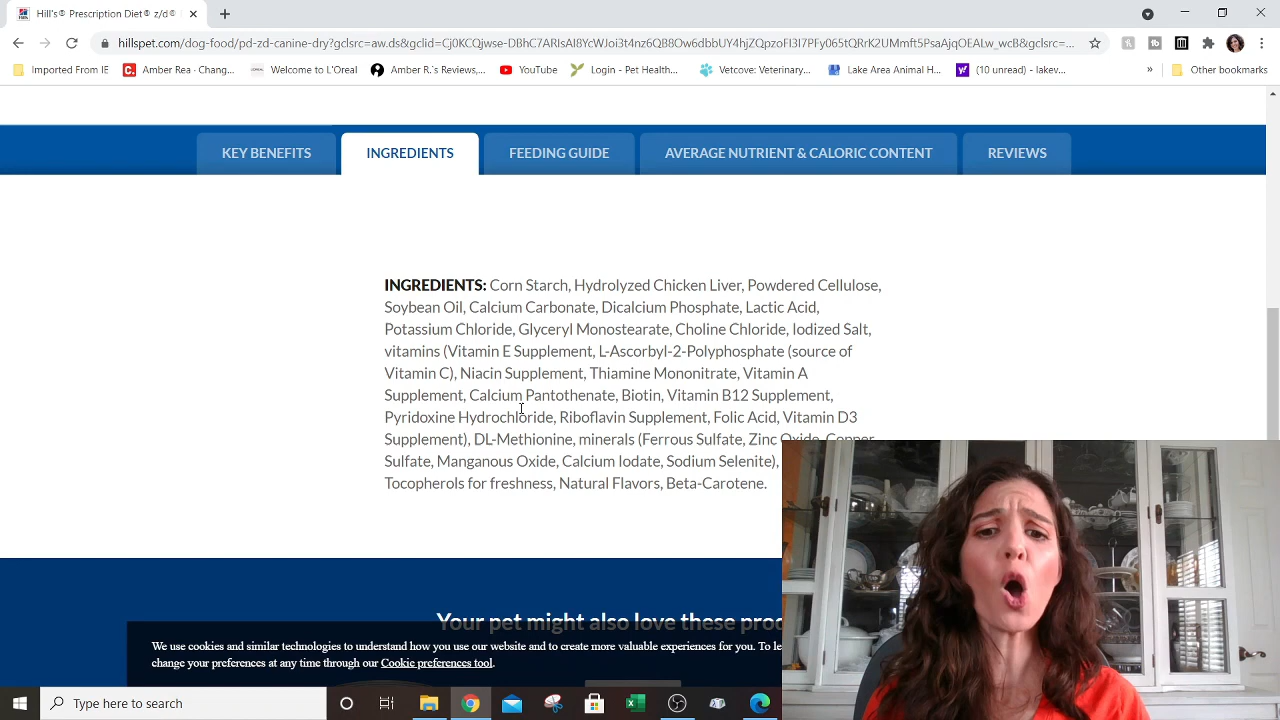 Hill's® Prescription Diet® z/d®
hillspet.com/dog-food/pd-zd-canine-dry?gclsrc=aw.ds&gclid=
Imported From IE
Amber Rea - Chang...
Welcome to L'Oreal
Amber R.'s Reviews,...
YouTube
Login - Pet Health...
Vetcove: Veterinary...
Lake Area Animal H...
(10 unread) - lakev...
»
Other bookmarks
KEY BENEFITS
INGREDIENTS
FEEDING GUIDE
AVERAGE NUTRIENT & CALORIC CONTENT
REVIEWS
INGREDIENTS: Corn Starch, Hydrolyzed Chicken Liver, Powdered Cellulose,
Soybean Oil, Calcium Carbonate, Dicalcium Phosphate, Lactic Acid,
Potassium Chloride, Glyceryl Monostearate, Choline Chloride, Iodized Salt,
vitamins (Vitamin E Supplement, L-Ascorbyl-2-Polyphosphate (source of
Vitamin C), Niacin Supplement, Thiamine Mononitrate, Vitamin A
Supplement, Calcium Pantothenate, Biotin, Vitamin B12 Supplement,
Pyridoxine Hydrochloride, Riboflavin Supplement, Folic Acid, Vitamin D3
Supplement), DL-Methionine, minerals (Ferrous Sulfate, Zinc Oxide, Copper
Sulfate, Manganous Oxide, Calcium Iodate, Sodium Selenite),
Tocopherols for freshness, Natural Flavors, Beta-Carotene.
Your pet might also love these
We use cookies and similar technologies to understand how you use our website and to create more valuable experiences for you. To
change your preferences at any time through our Cookie preferences tool.
Type here to search